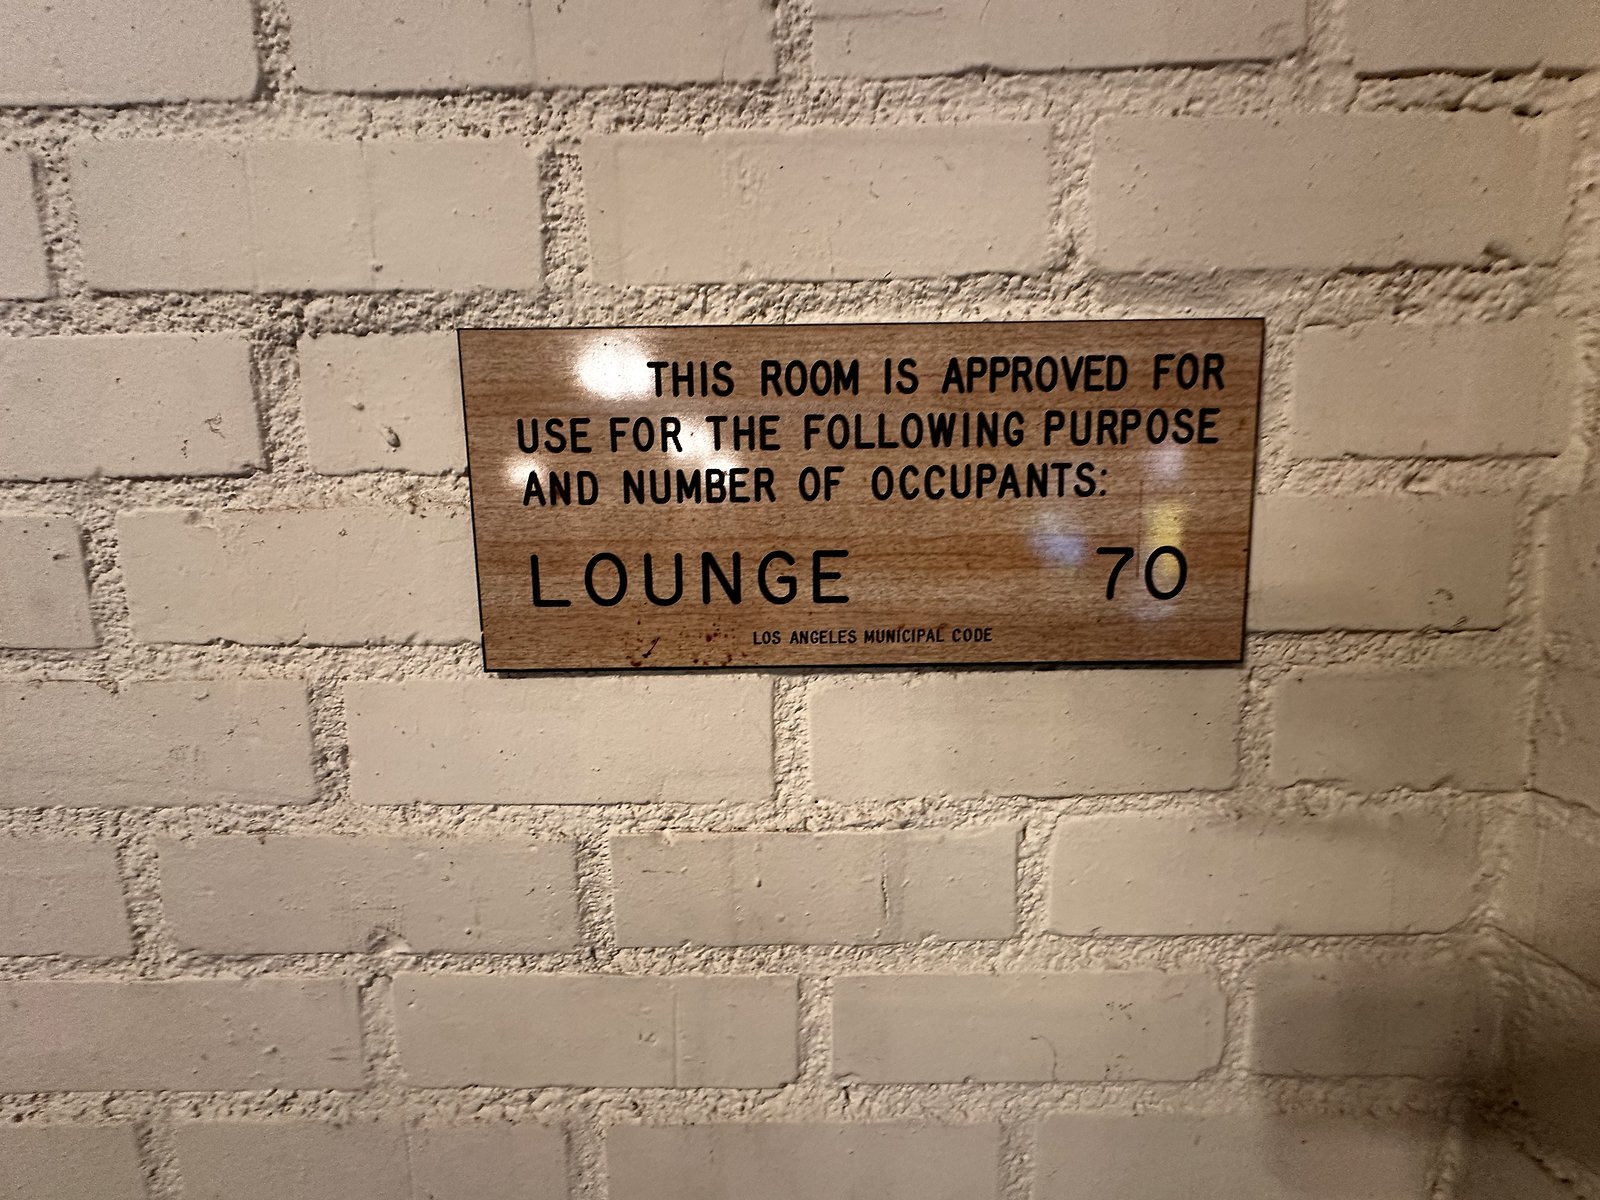 THIS ROOM IS APPROVED FOR
USE FOR THE FOLLOWING PURPOSE
AND NUMBER OF OCCUPANTS:
LOUNGE 70
LOS ANGELES MUNICIPAL CODE